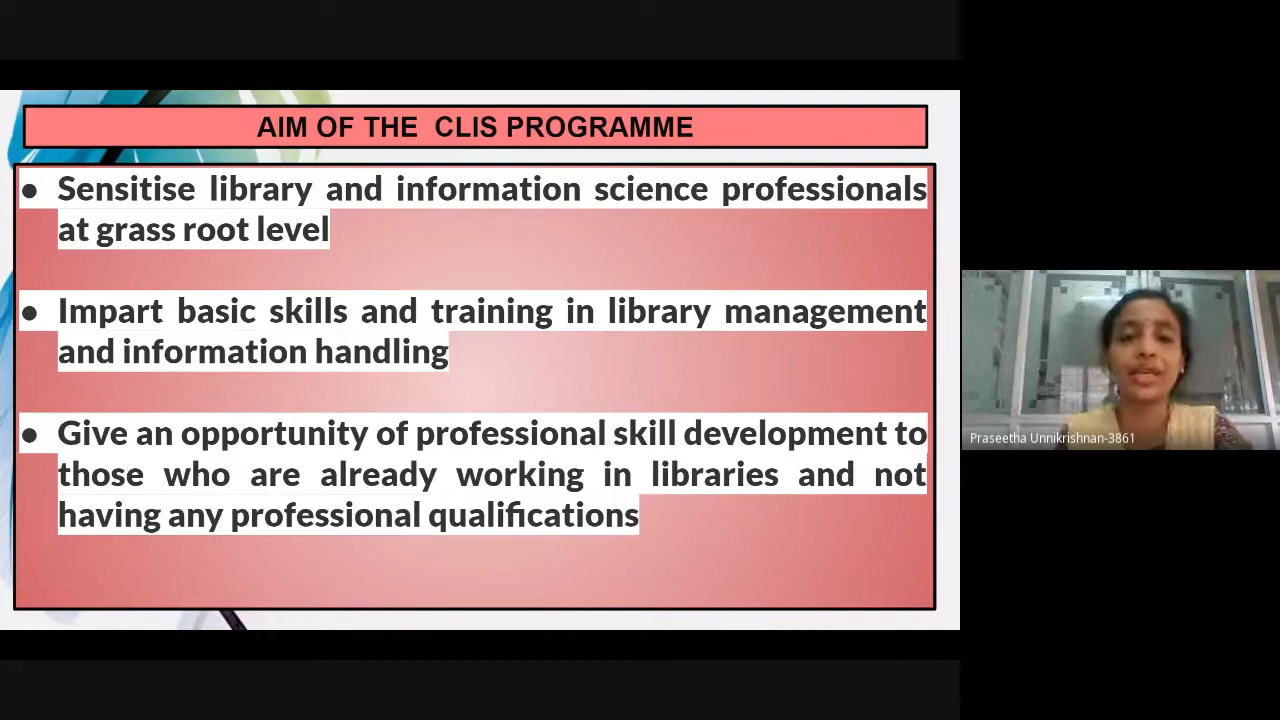 AIM OF THE CLIS PROGRAMME
● Sensitise library and information science professionals
at grass root level
● Impart basic skills and training in library management
and information handling
● Give an opportunity of professional skill development to
those who are already working in libraries and not
having any professional qualifications
Praseetha Unnikrishnan-3861